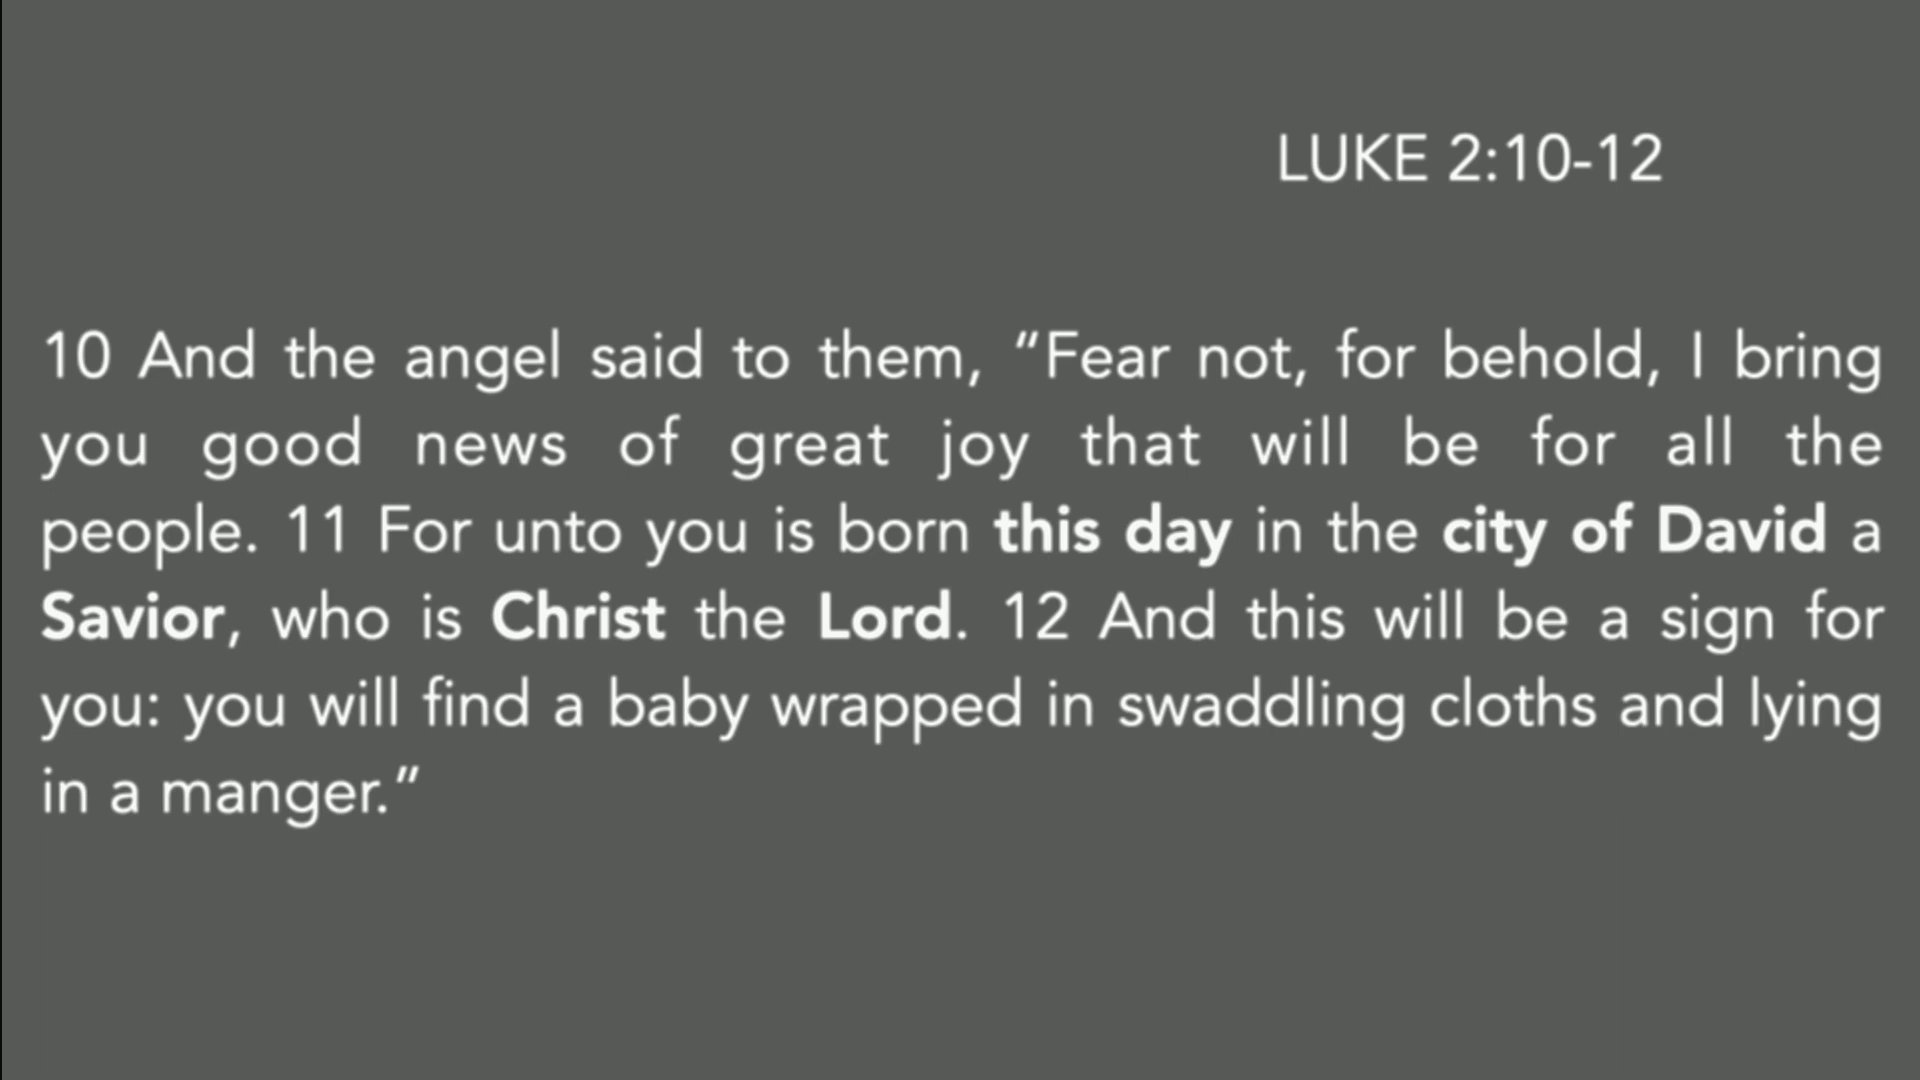 LUKE 2:10-12
10 And the angel said to them, “Fear not, for behold, I bring
you good news of great joy that will be for all the
people. 11 For unto you is born this day in the city of David a
Savior, who is Christ the Lord. 12 And this will be a sign for
you: you will find a baby wrapped in swaddling cloths and lying
in a manger.”